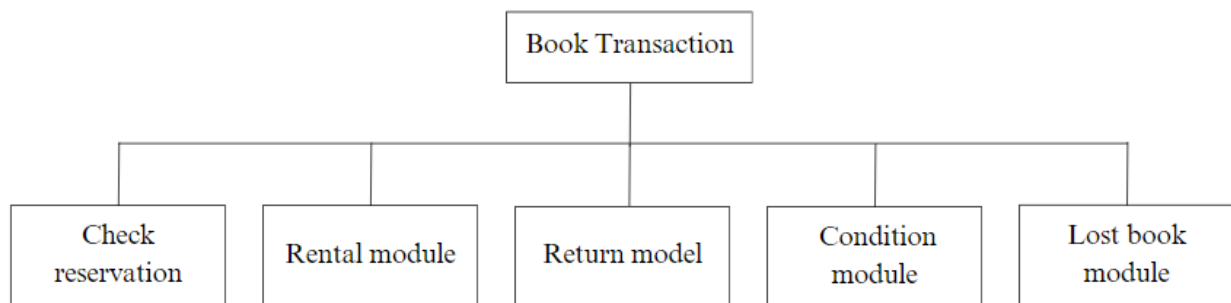 Book Transaction
Check
reservation
Rental module
Return model
Condition
module
Lost book
module